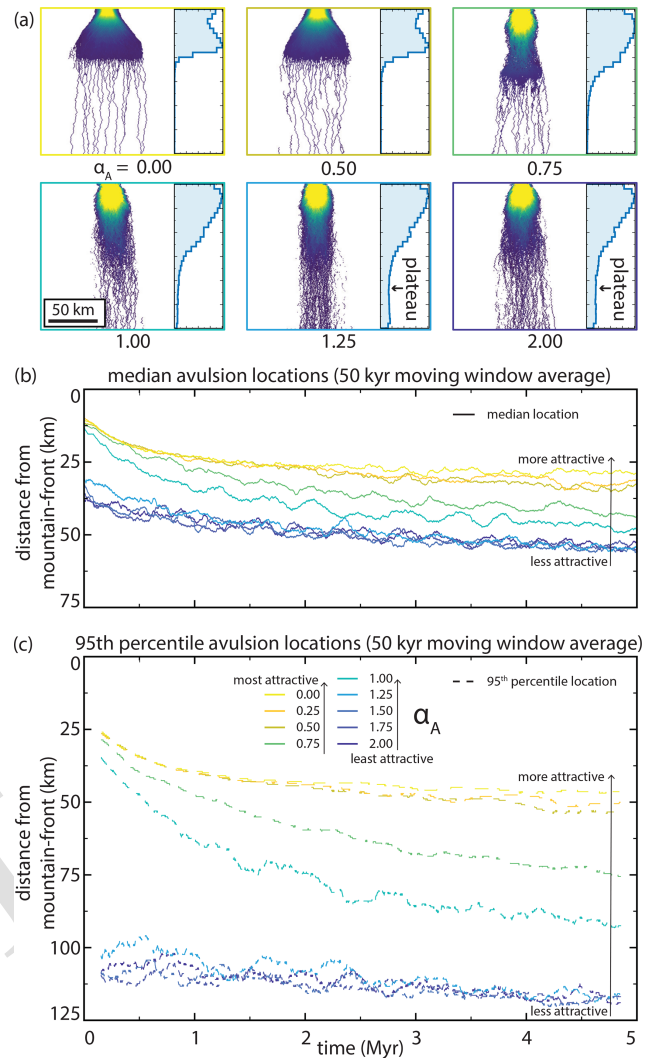 (a)
α_A = 0.00
0.50
0.75
50 km
plateau
plateau
1.00
1.25
2.00
(b)
median avulsion locations (50 kyr moving window average)
0
25
50
75
distance from
mountain-front (km)
median location
more attractive
less attractive
(c)
95th percentile avulsion locations (50 kyr moving window average)
0
25
50
75
100
125
distance from
mountain-front (km)
most attractive
0.00
0.25
0.50
0.75
1.00
1.25
1.50
1.75
2.00
least attractive
α_A
95th percentile location
more attractive
less attractive
0 1 2 3 4 5
time (Myr)